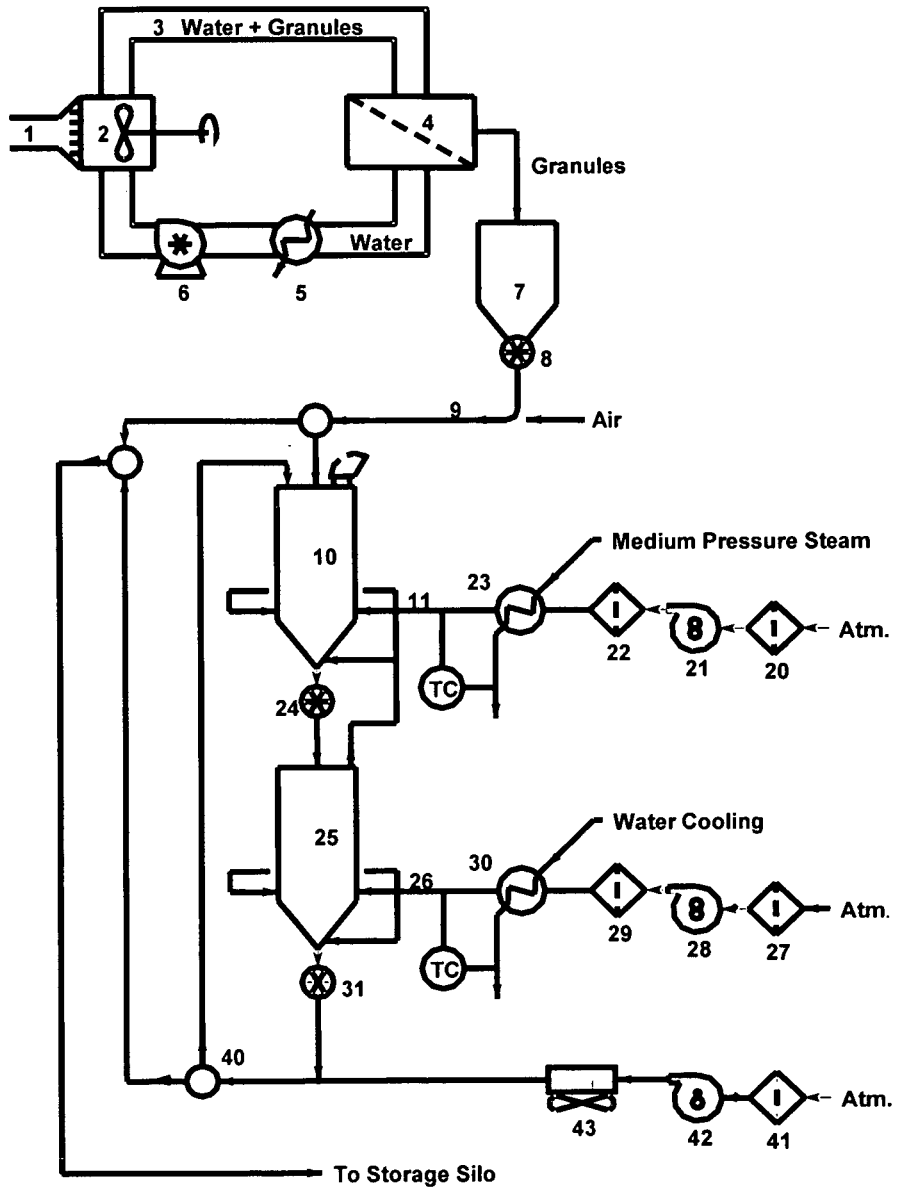 3 Water + Granules
1
2
4
Granules
Water
6
5
7
8
9
Air
10
Medium Pressure Steam
23
11
22
21
20
Atm.
TC
24
25
Water Cooling
30
26
29
28
27
Atm.
TC
31
40
43
42
41
Atm.
To Storage Silo